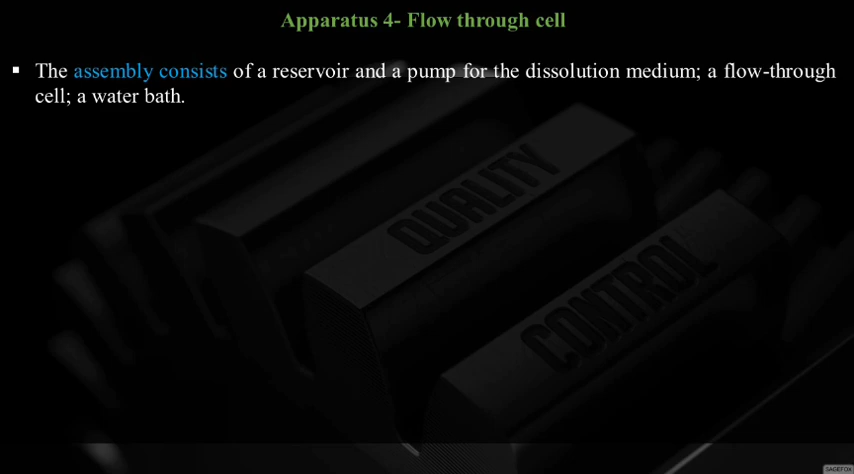 Apparatus 4- Flow through cell
▪ The assembly consists of a reservoir and a pump for the dissolution medium; a flow-through
cell; a water bath.
QUALITY
CONTROL
SAGEFOX